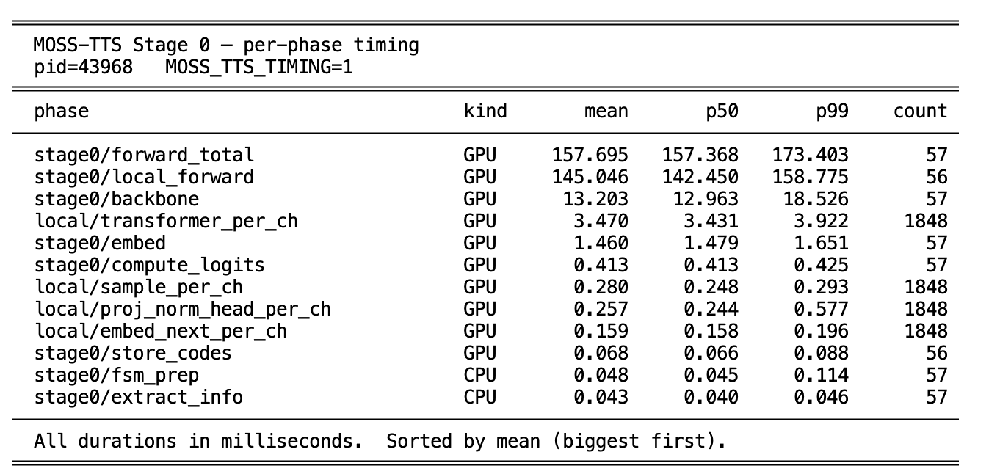 MOSS-TTS Stage 0 — per-phase timing
pid=43968   MOSS_TTS_TIMING=1
phase kind mean p50 p99 count
stage0/forward_total GPU 157.695 157.368 173.403 57
stage0/local_forward GPU 145.046 142.450 158.775 56
stage0/backbone GPU 13.203 12.963 18.526 57
local/transformer_per_ch GPU 3.470 3.431 3.922 1848
stage0/embed GPU 1.460 1.479 1.651 57
stage0/compute_logits GPU 0.413 0.413 0.425 57
local/sample_per_ch GPU 0.280 0.248 0.293 1848
local/proj_norm_head_per_ch GPU 0.257 0.244 0.577 1848
local/embed_next_per_ch GPU 0.159 0.158 0.196 1848
stage0/store_codes GPU 0.068 0.066 0.088 56
stage0/fsm_prep CPU 0.048 0.045 0.114 57
stage0/extract_info CPU 0.043 0.040 0.046 57
All durations in milliseconds.  Sorted by mean (biggest first).